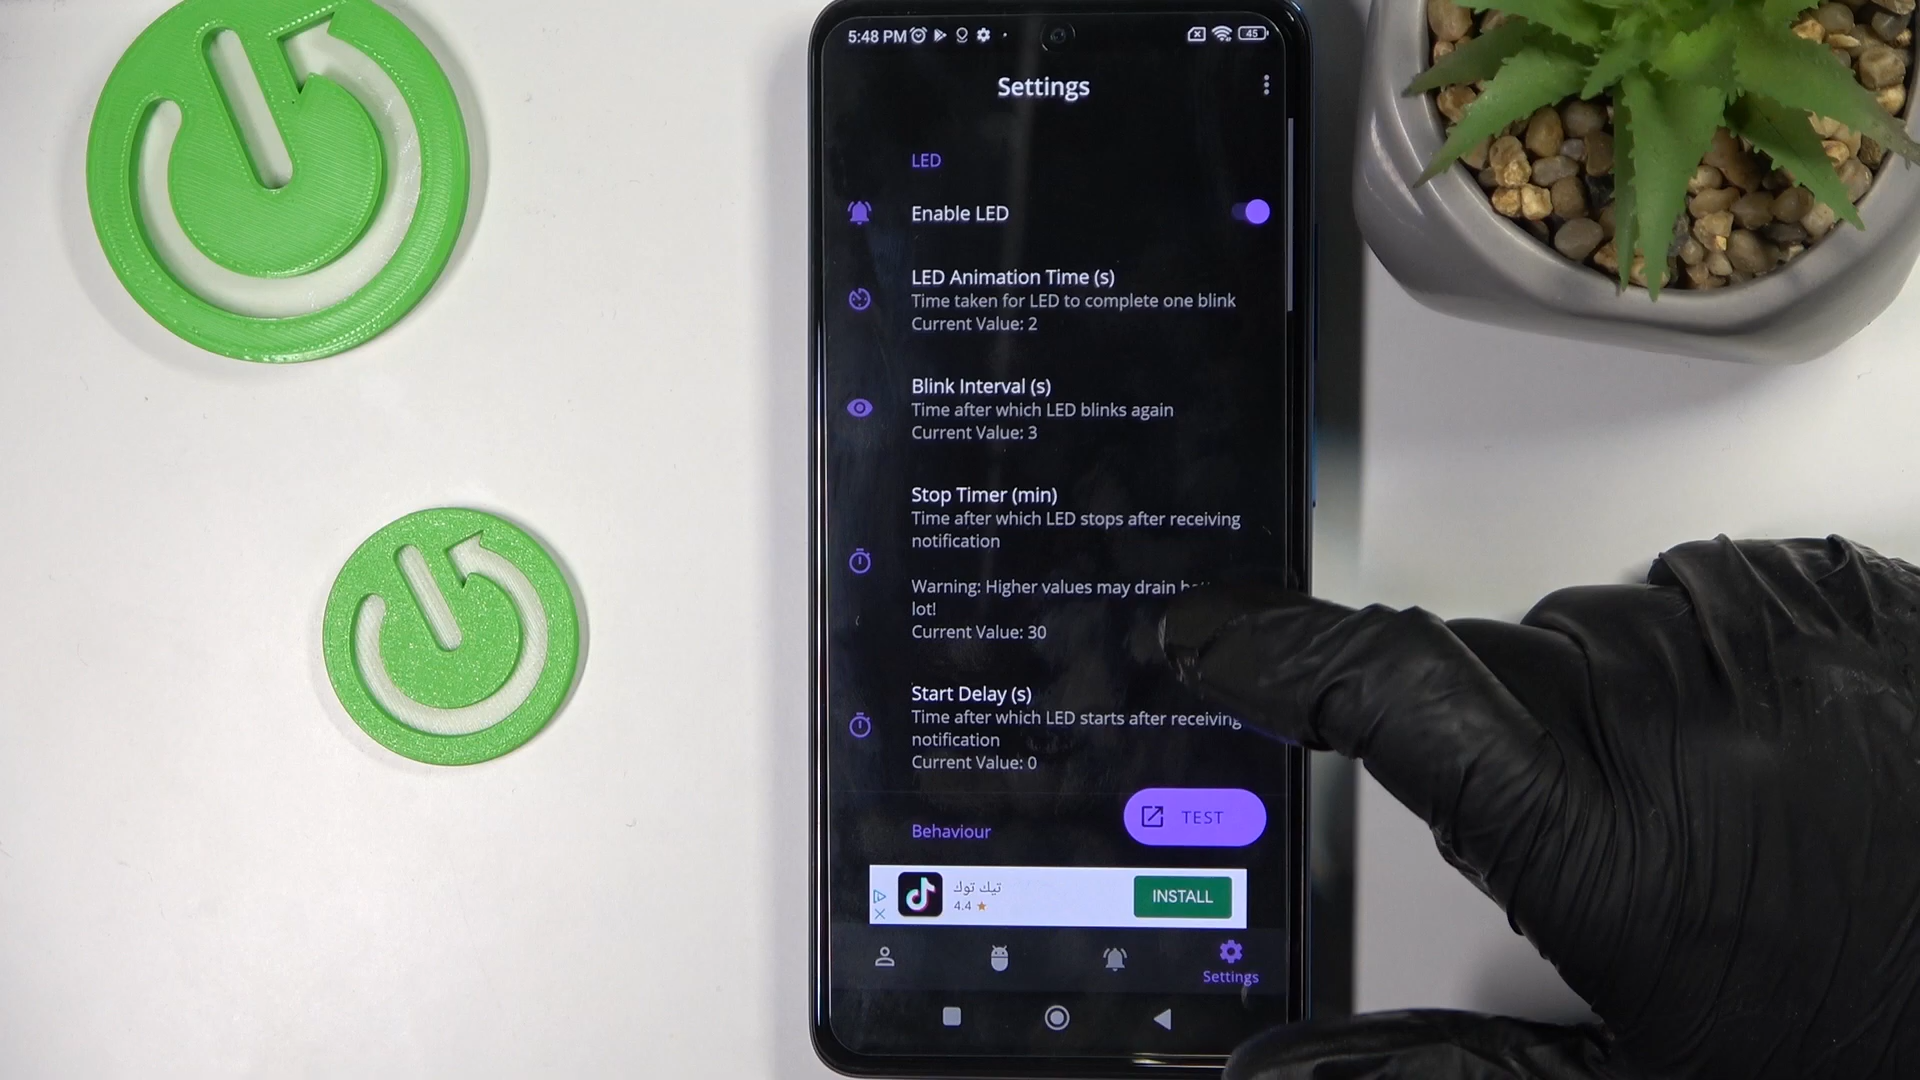 5:48 PM
45
Settings
LED
Enable LED
LED Animation Time (s)
Time taken for LED to complete one blink
Current Value: 2
Blink Interval (s)
Time after which LED blinks again
Current Value: 3
Stop Timer (min)
Time after which LED stops after receiving
notification
Warning: Higher values may drain
lot!
Current Value: 30
Start Delay (s)
Time after which LED starts after receiving
notification
Current Value: 0
TEST
Behaviour
تيك توك
4.4 ★
INSTALL
Settings